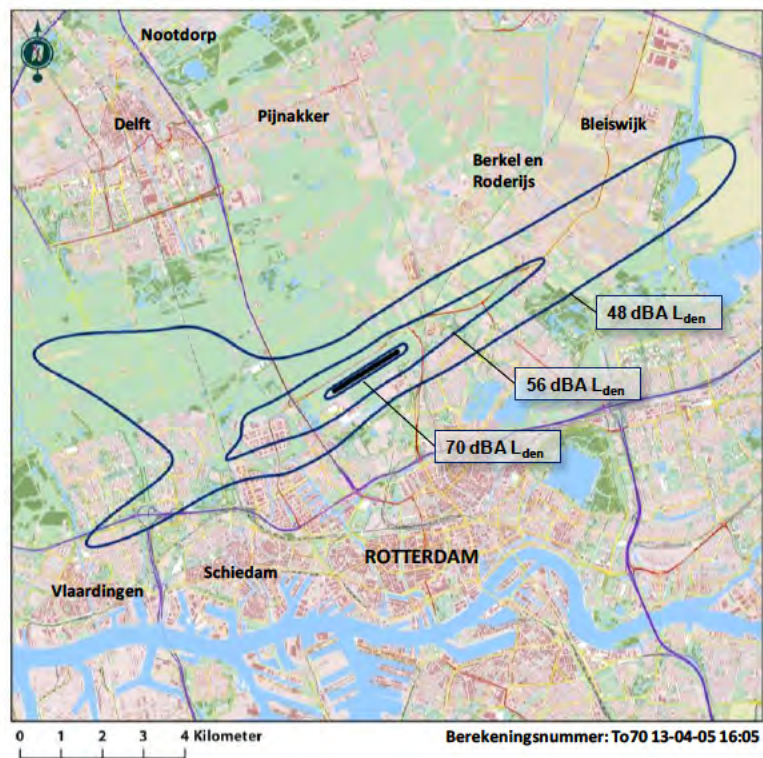 Nootdorp
Delft
Pijnakker
Bleiswijk
Berkel en
Roderijs
48 dBA Lden
56 dBA Lden
70 dBA Lden
ROTTERDAM
Schiedam
Vlaardingen
0 1 2 3 4 Kilometer
Berekeningsnummer: To70 13-04-05 16:05